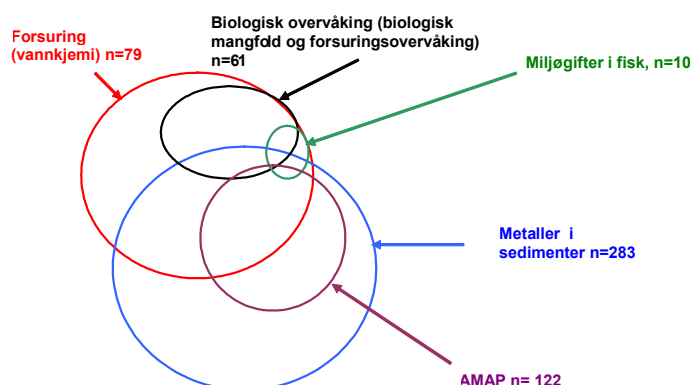 Forsuring
(vannkjemi) n=79
Biologisk overvåking (biologisk
mangfold og forsuringsovervåking)
n=61
Miljøgifter i fisk, n=10
Metaller i
sedimenter n=283
AMAP n= 122